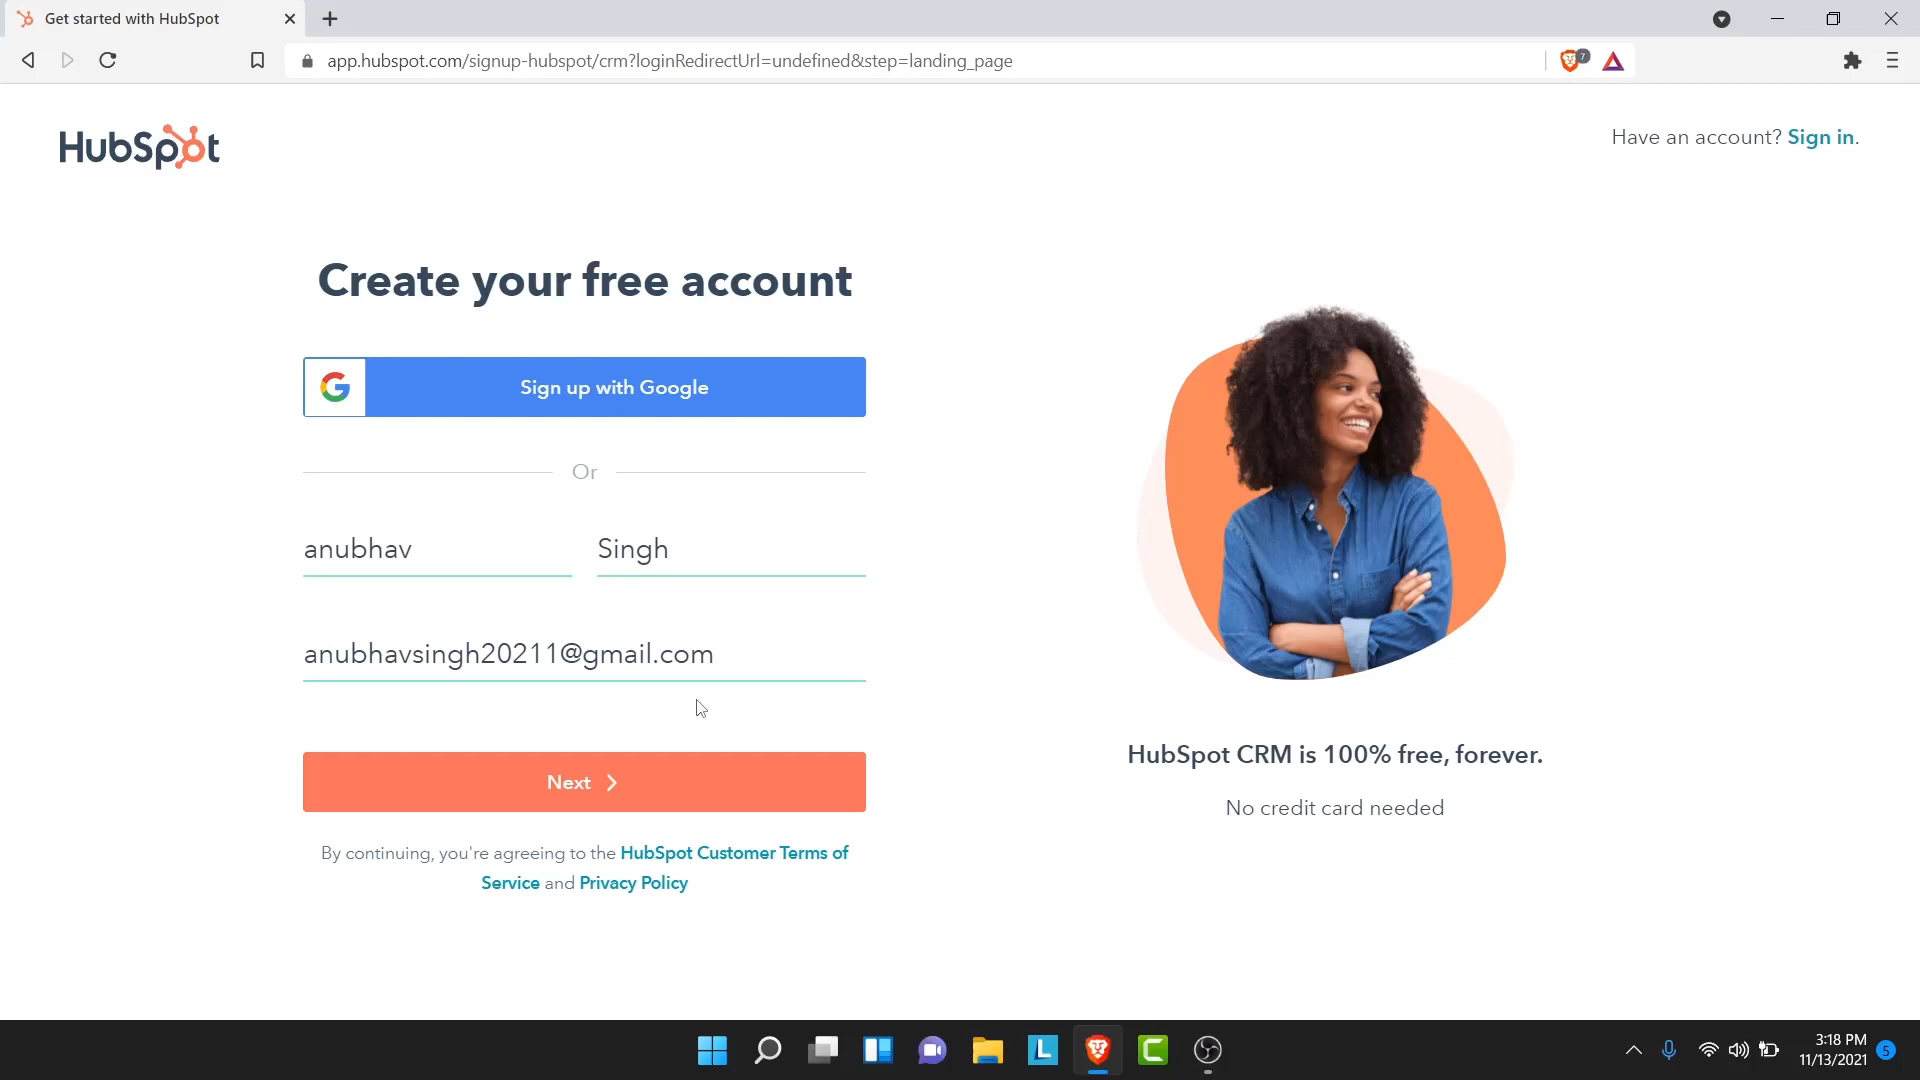 Get started with HubSpot
app.hubspot.com/signup-hubspot/crm?loginRedirectUrl=undefined&step=landing_page
7
HubSpot
Have an account? Sign in.
Create your free account
Sign up with Google
Or
anubhav Singh
anubhavsingh20211@gmail.com
Next
By continuing, you're agreeing to the HubSpot Customer Terms of
Service and Privacy Policy
HubSpot CRM is 100% free, forever.
No credit card needed
3:18 PM
11/13/2021
5